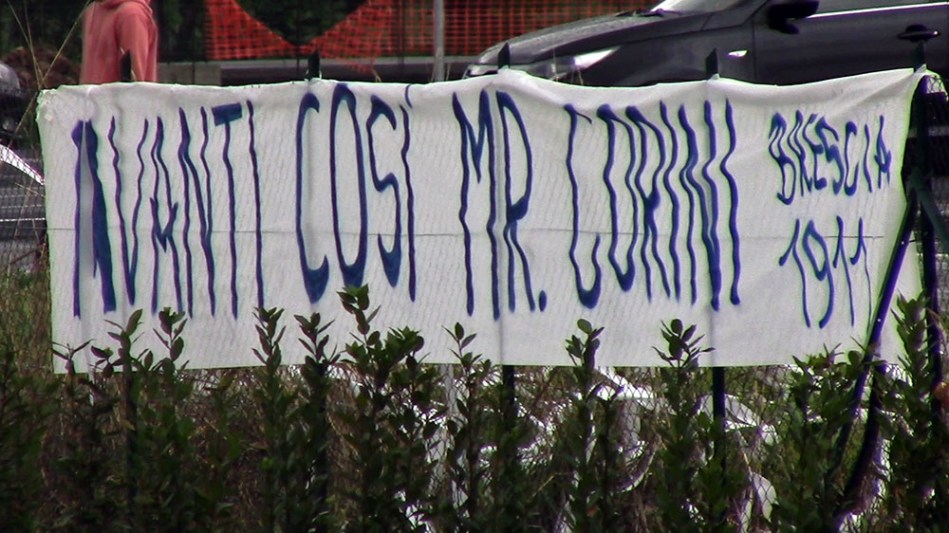 AVANTI COSÌ MR. CORINI
BRESCIA
1911